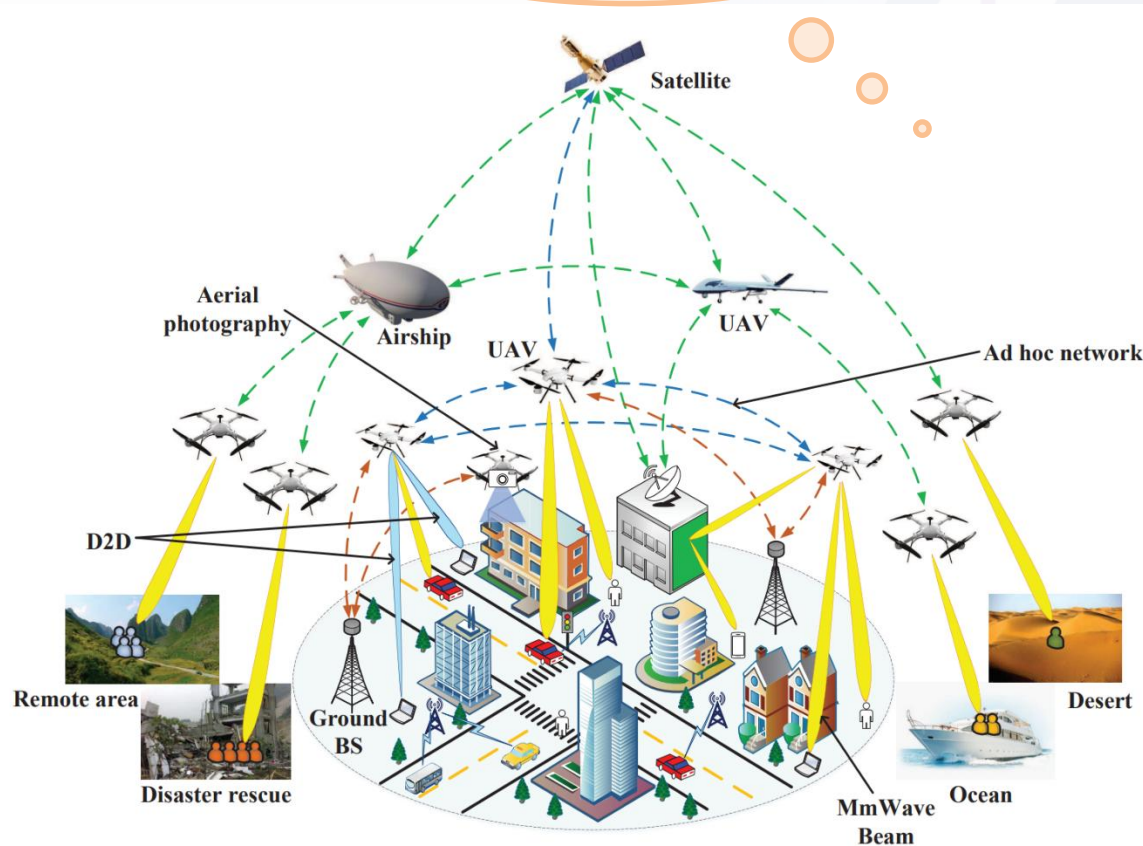 Satellite
Aerial
photography
Airship
UAV
UAV
Ad hoc network
D2D
Remote area
Disaster rescue
Ground
BS
MmWave
Beam
Ocean
Desert